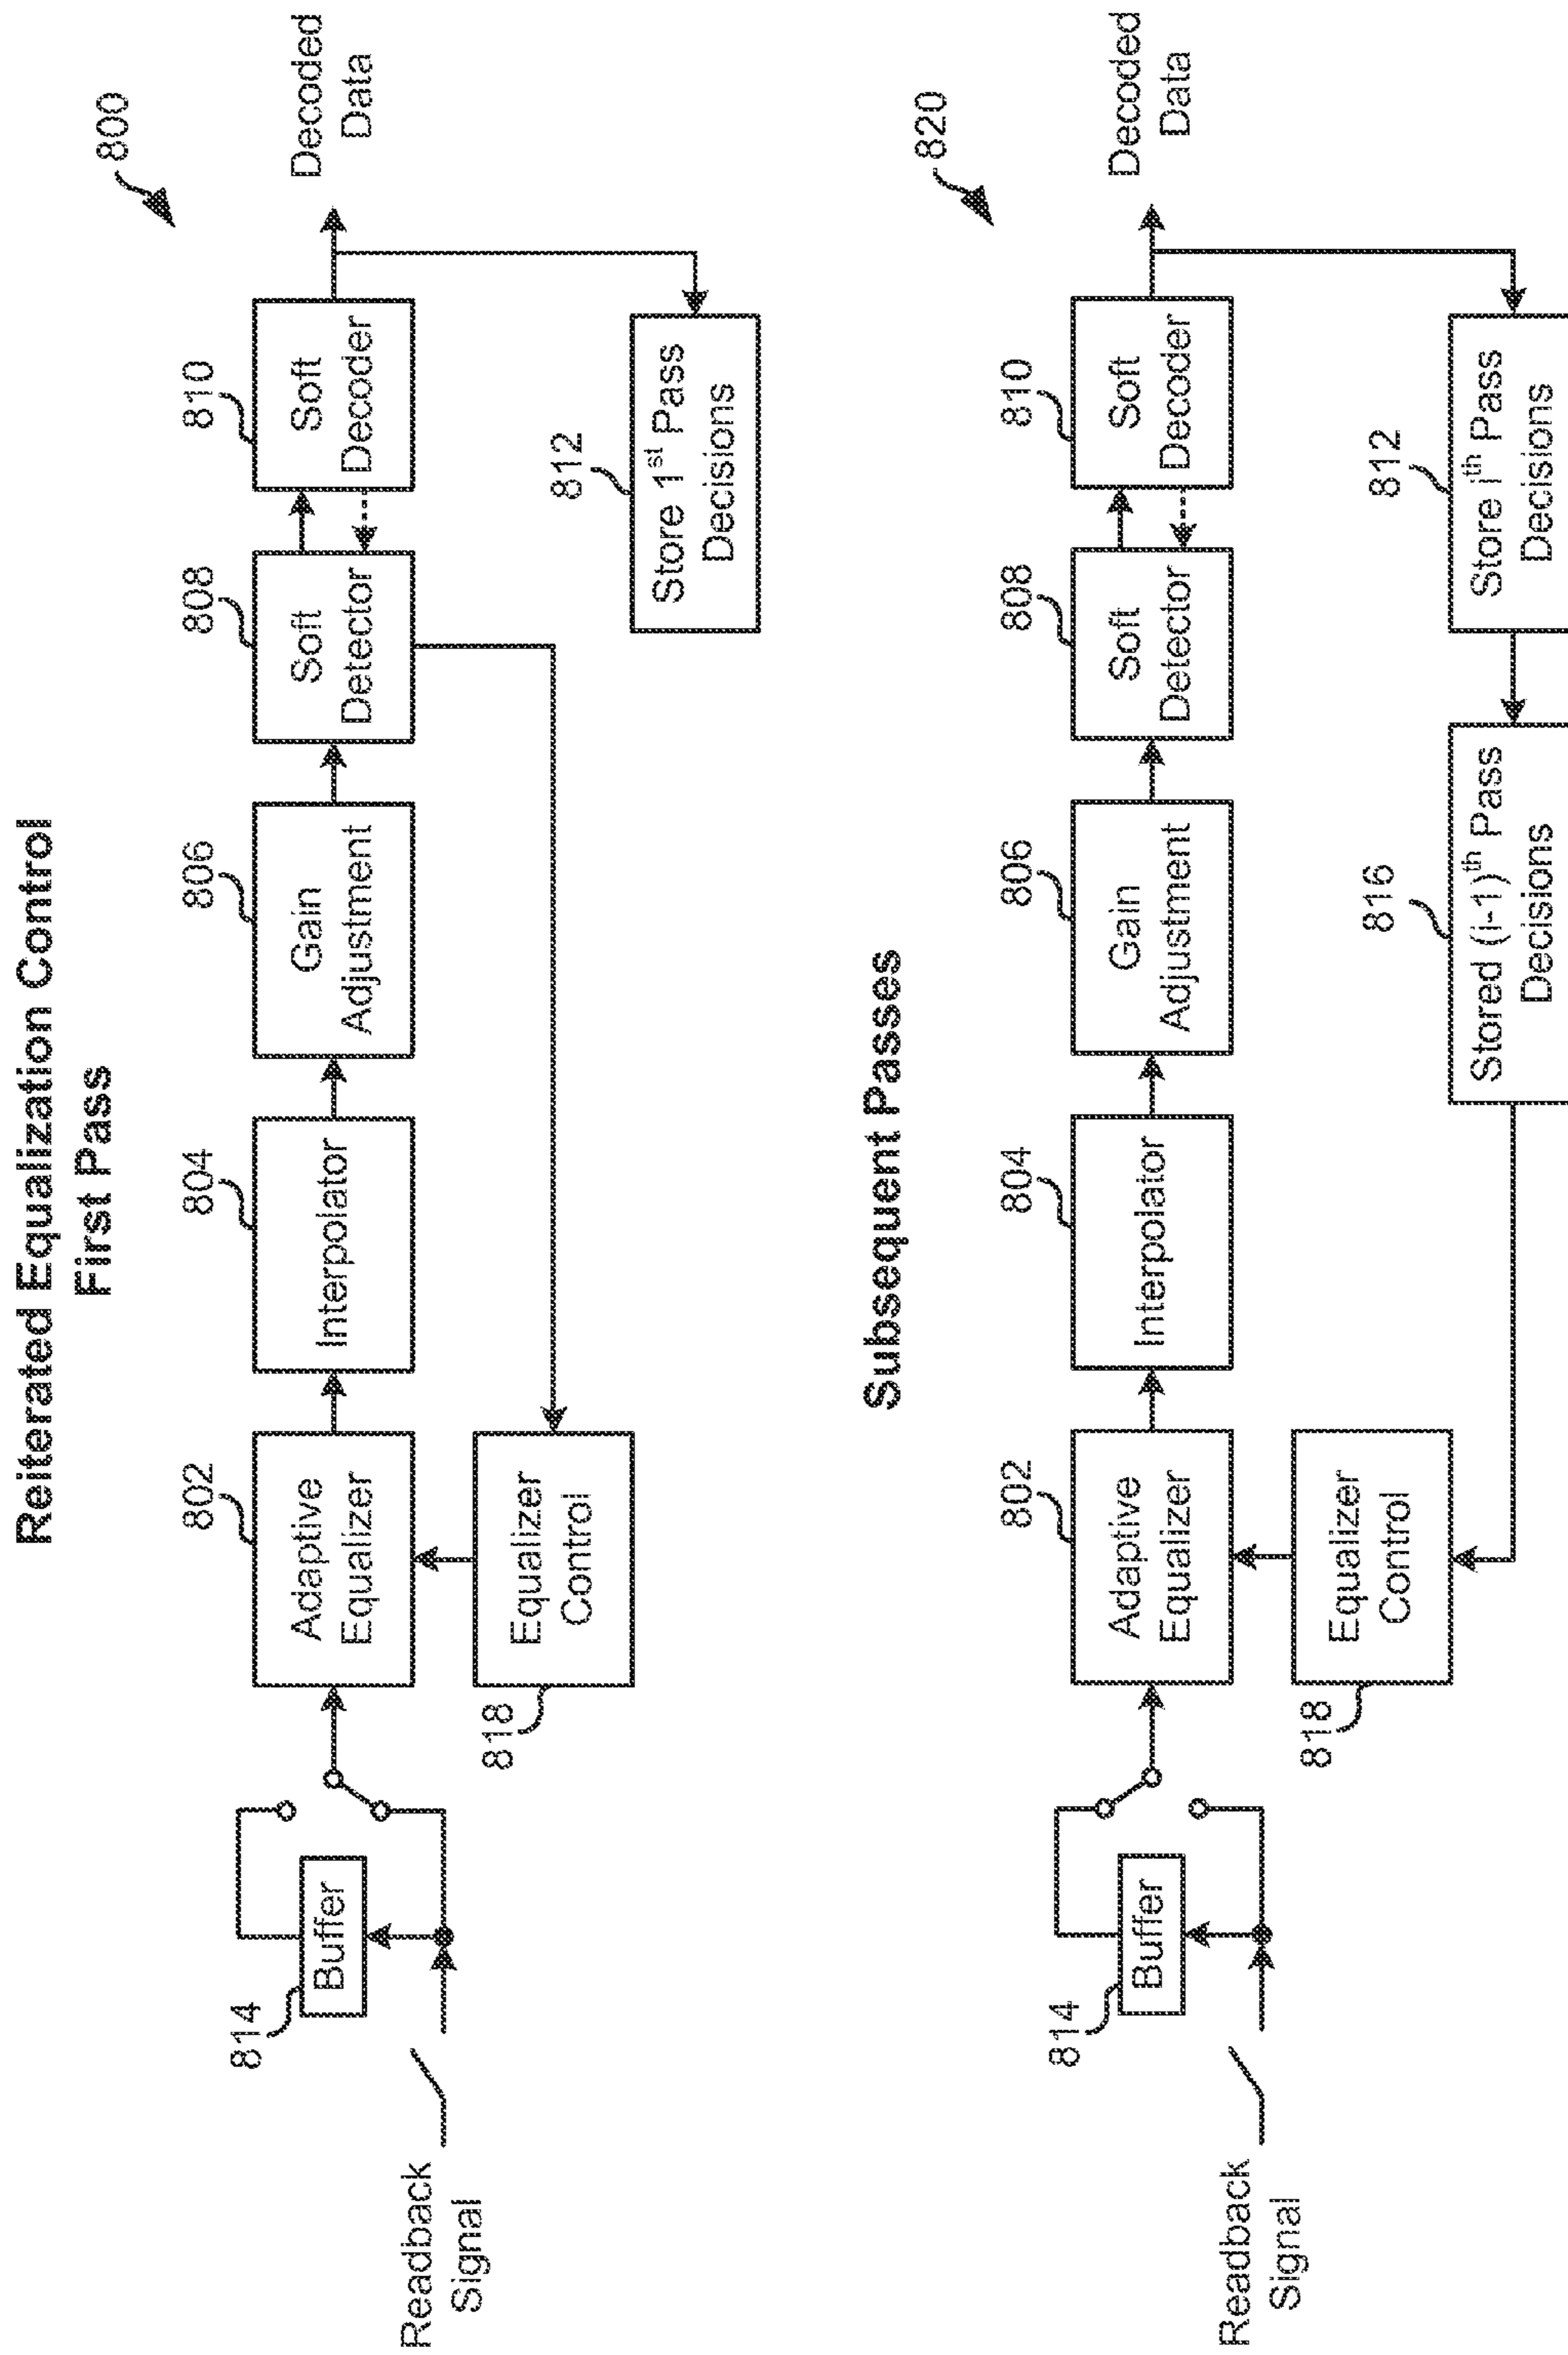 Reiterated Equalization Control
First Pass
800
802
804
806
808
810
814
Readback
Signal
Buffer
Adaptive
Equalizer
Interpolator
Gain
Adjustment
Soft
Detector
Soft
Decoder
Decoded
Data
818
Equalizer
Control
812
Store 1st Pass
Decisions
Subsequent Passes
820
802
804
806
808
810
814
Readback
Signal
Buffer
Adaptive
Equalizer
Interpolator
Gain
Adjustment
Soft
Detector
Soft
Decoder
Decoded
Data
818
Equalizer
Control
816
Stored (i-1)th Pass
Decisions
812
Store ith Pass
Decisions